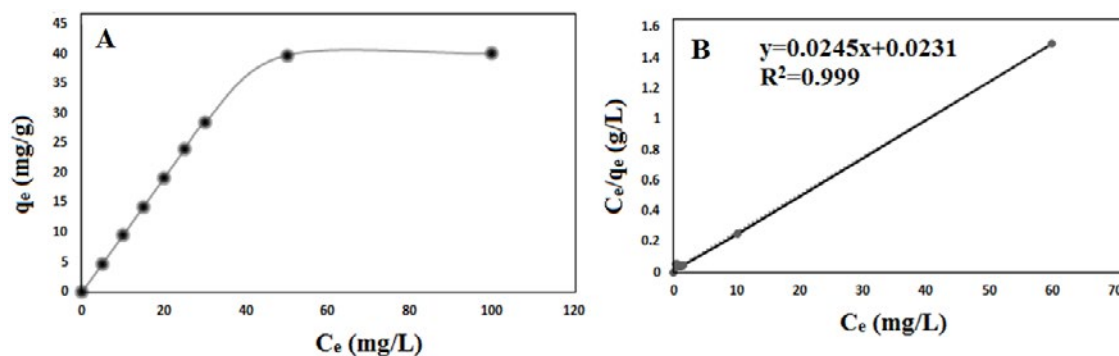 A
45
40
35
30
25
20
15
10
5
0
qe (mg/g)
0 20 40 60 80 100 120
Ce (mg/L)
B
y=0.0245x+0.0231
R²=0.999
1.6
1.4
1.2
1
0.8
0.6
0.4
0.2
0
Ce/qe (g/L)
0 10 20 30 40 50 60 70
Ce (mg/L)